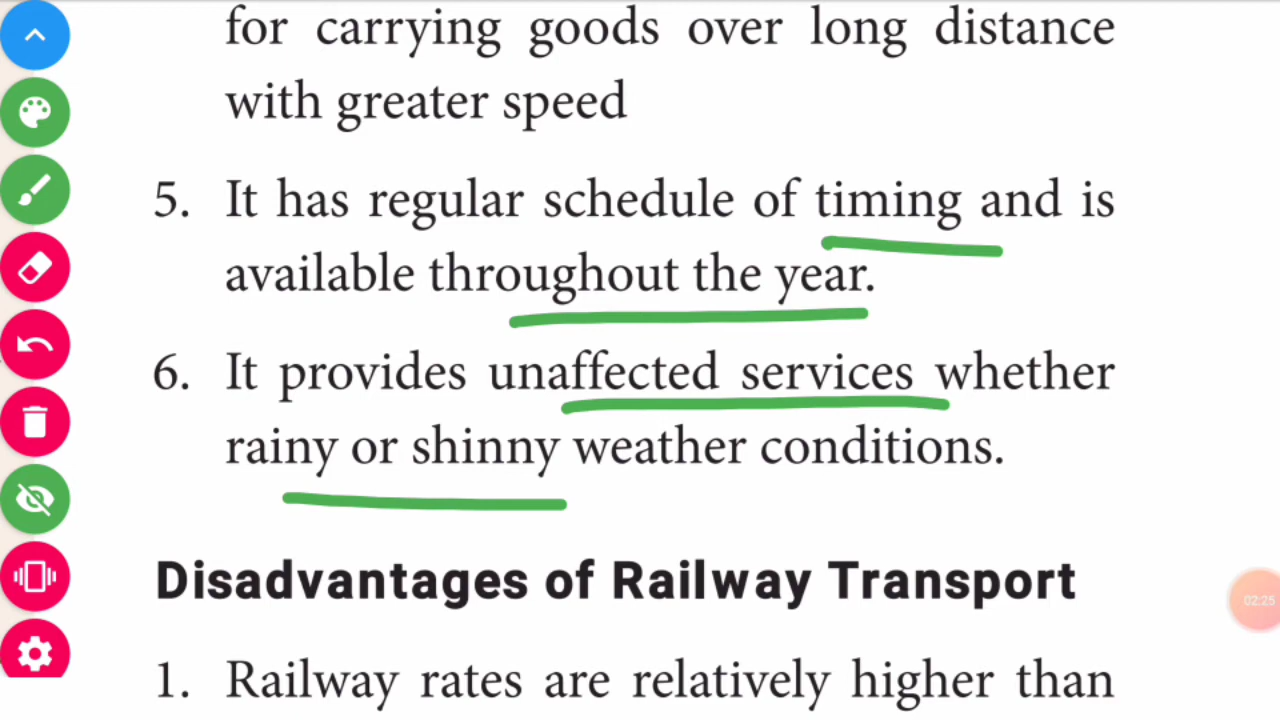 for carrying goods over long distance
with greater speed
5. It has regular schedule of timing and is
available throughout the year.
6. It provides unaffected services whether
rainy or shinny weather conditions.
Disadvantages of Railway Transport
1. Railway rates are relatively higher than
02:25